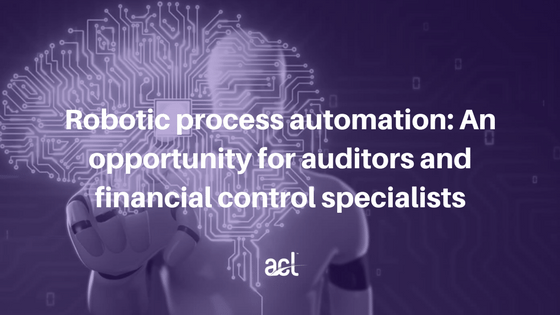 Robotic process automation: An
opportunity for auditors and
financial control specialists
acl